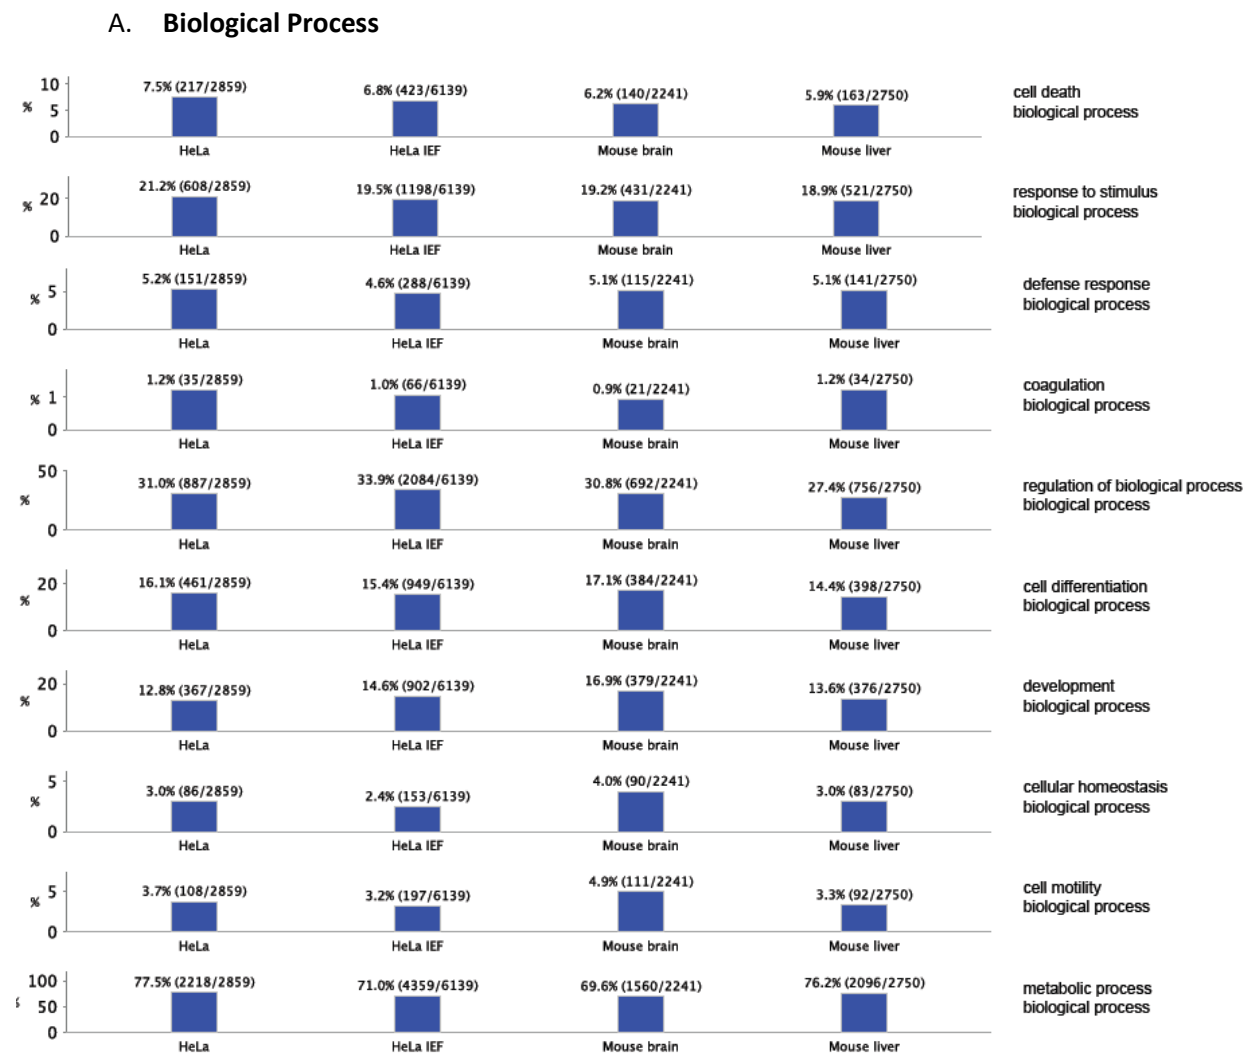 A. Biological Process
10
5
0
%
7.5% (217/2859)
6.8% (423/6139)
6.2% (140/2241)
5.9% (163/2750)
HeLa
HeLa IEF
Mouse brain
Mouse liver
cell death
biological process
20
0
%
21.2% (608/2859)
19.5% (1198/6139)
19.2% (431/2241)
18.9% (521/2750)
HeLa
HeLa IEF
Mouse brain
Mouse liver
response to stimulus
biological process
5
0
%
5.2% (151/2859)
4.6% (288/6139)
5.1% (115/2241)
5.1% (141/2750)
HeLa
HeLa IEF
Mouse brain
Mouse liver
defense response
biological process
1
0
%
1.2% (35/2859)
1.0% (66/6139)
0.9% (21/2241)
1.2% (34/2750)
HeLa
HeLa IEF
Mouse brain
Mouse liver
coagulation
biological process
50
0
%
31.0% (887/2859)
33.9% (2084/6139)
30.8% (692/2241)
27.4% (756/2750)
HeLa
HeLa IEF
Mouse brain
Mouse liver
regulation of biological process
biological process
20
0
%
16.1% (461/2859)
15.4% (949/6139)
17.1% (384/2241)
14.4% (398/2750)
HeLa
HeLa IEF
Mouse brain
Mouse liver
cell differentiation
biological process
20
0
%
12.8% (367/2859)
14.6% (902/6139)
16.9% (379/2241)
13.6% (376/2750)
HeLa
HeLa IEF
Mouse brain
Mouse liver
development
biological process
5
0
%
3.0% (86/2859)
2.4% (153/6139)
4.0% (90/2241)
3.0% (83/2750)
HeLa
HeLa IEF
Mouse brain
Mouse liver
cellular homeostasis
biological process
5
0
%
3.7% (108/2859)
3.2% (197/6139)
4.9% (111/2241)
3.3% (92/2750)
HeLa
HeLa IEF
Mouse brain
Mouse liver
cell motility
biological process
100
50
0
%
77.5% (2218/2859)
71.0% (4359/6139)
69.6% (1560/2241)
76.2% (2096/2750)
HeLa
HeLa IEF
Mouse brain
Mouse liver
metabolic process
biological process